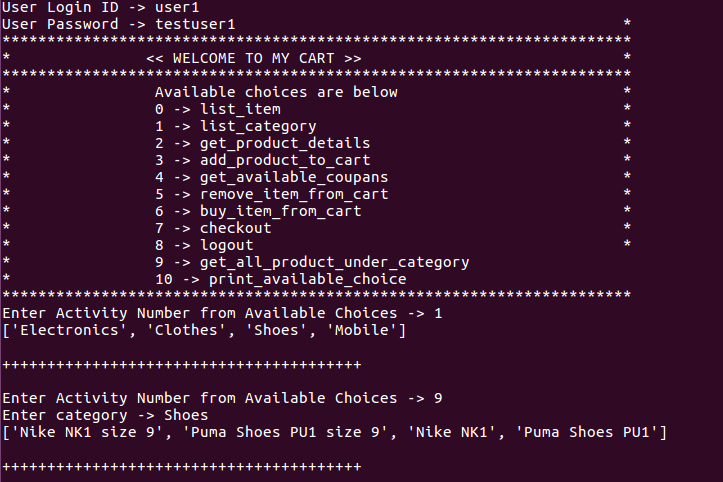 User Login ID -> user1
User Password -> testuser1 *
**********************************************************************
* << WELCOME TO MY CART >> *
**********************************************************************
* Available choices are below *
* 0 -> list_item *
* 1 -> list_category *
* 2 -> get_product_details *
* 3 -> add_product_to_cart *
* 4 -> get_available_coupans *
* 5 -> remove_item_from_cart *
* 6 -> buy_item_from_cart *
* 7 -> checkout *
* 8 -> logout *
* 9 -> get_all_product_under_category
* 10 -> print_available_choice
**********************************************************************
Enter Activity Number from Available Choices -> 1
['Electronics', 'Clothes', 'Shoes', 'Mobile']
++++++++++++++++++++++++++++++++++++++++
Enter Activity Number from Available Choices -> 9
Enter category -> Shoes
['Nike NK1 size 9', 'Puma Shoes PU1 size 9', 'Nike NK1', 'Puma Shoes PU1']
++++++++++++++++++++++++++++++++++++++++